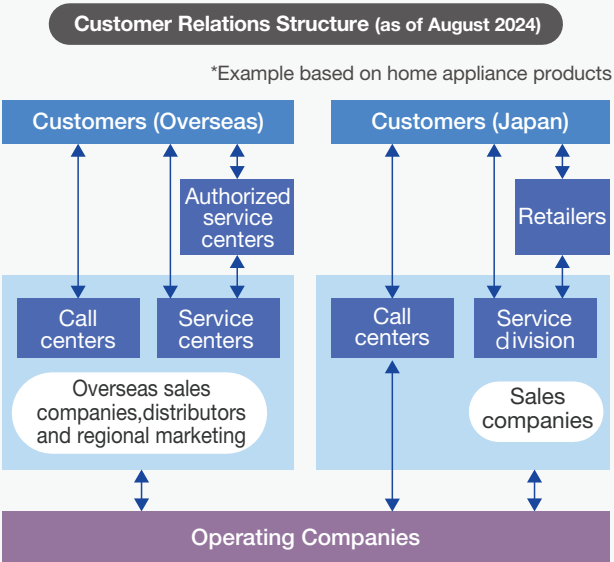 Customer Relations Structure (as of August 2024)
*Example based on home appliance products
Customers (Overseas)
Authorized
service
centers
Call
centers
Service
centers
Overseas sales
companies,distributors
and regional marketing
Customers (Japan)
Retailers
Call
centers
Service
division
Sales
companies
Operating Companies